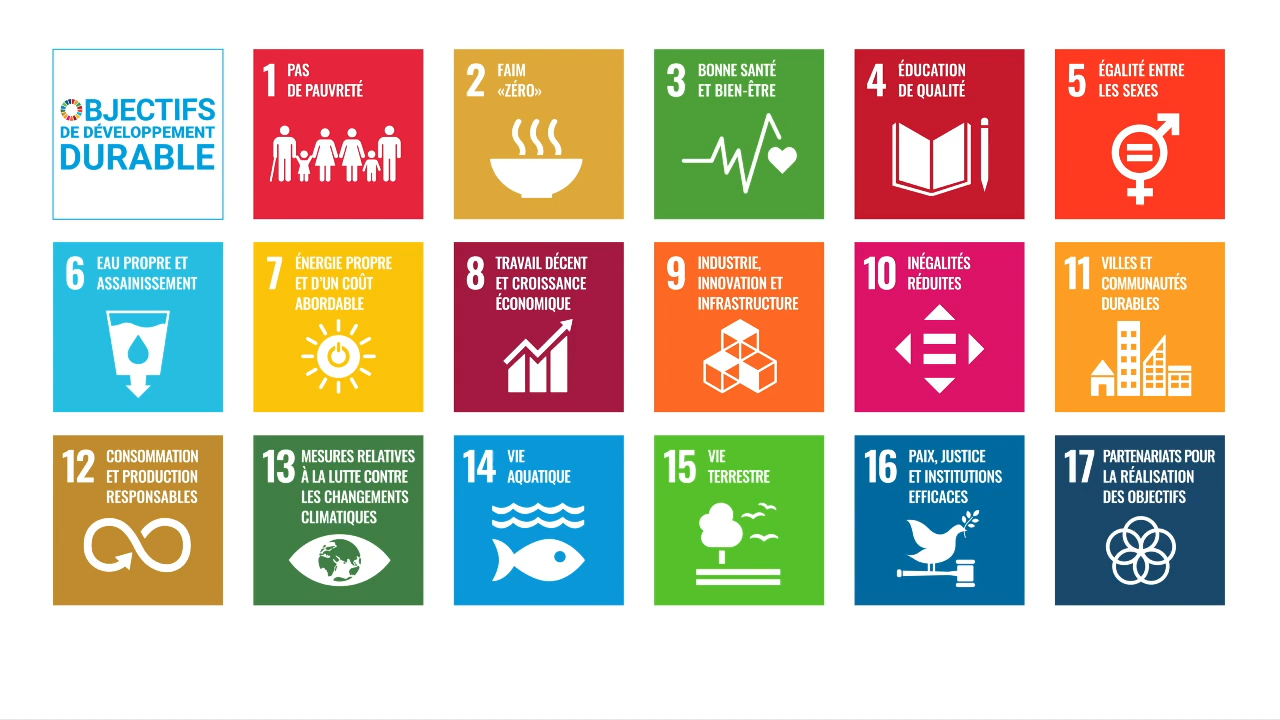 OBJECTIFS
DE DÉVELOPPEMENT
DURABLE
1 PAS
DE PAUVRETÉ
2 FAIM
«ZÉRO»
3 BONNE SANTÉ
ET BIEN-ÊTRE
4 ÉDUCATION
DE QUALITÉ
5 ÉGALITÉ ENTRE
LES SEXES
6 EAU PROPRE ET
ASSAINISSEMENT
7 ÉNERGIE PROPRE
ET D'UN COÛT
ABORDABLE
8 TRAVAIL DÉCENT
ET CROISSANCE
ÉCONOMIQUE
9 INDUSTRIE,
INNOVATION ET
INFRASTRUCTURE
10 INÉGALITÉS
RÉDUITES
11 VILLES ET
COMMUNAUTÉS
DURABLES
12 CONSOMMATION
ET PRODUCTION
RESPONSABLES
13 MESURES RELATIVES
À LA LUTTE CONTRE
LES CHANGEMENTS
CLIMATIQUES
14 VIE
AQUATIQUE
15 VIE
TERRESTRE
16 PAIX, JUSTICE
ET INSTITUTIONS
EFFICACES
17 PARTENARIATS POUR
LA RÉALISATION
DES OBJECTIFS